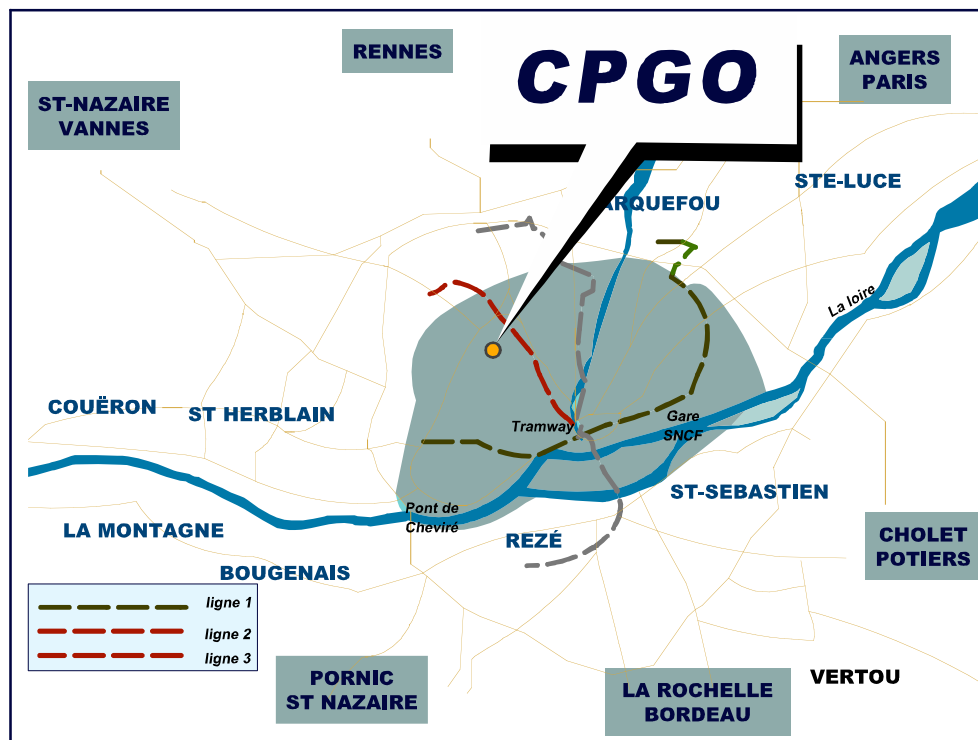 RENNES
CPGO
ANGERS
PARIS
ST-NAZAIRE
VANNES
STE-LUCE
ARQUEFOU
La loire
COUËRON
ST HERBLAIN
Tramway
Gare
SNCF
ST-SEBASTIEN
Pont de
Cheviré
LA MONTAGNE
REZÉ
CHOLET
POTIERS
BOUGENAIS
ligne 1
ligne 2
ligne 3
PORNIC
ST NAZAIRE
LA ROCHELLE
BORDEAU
VERTOU